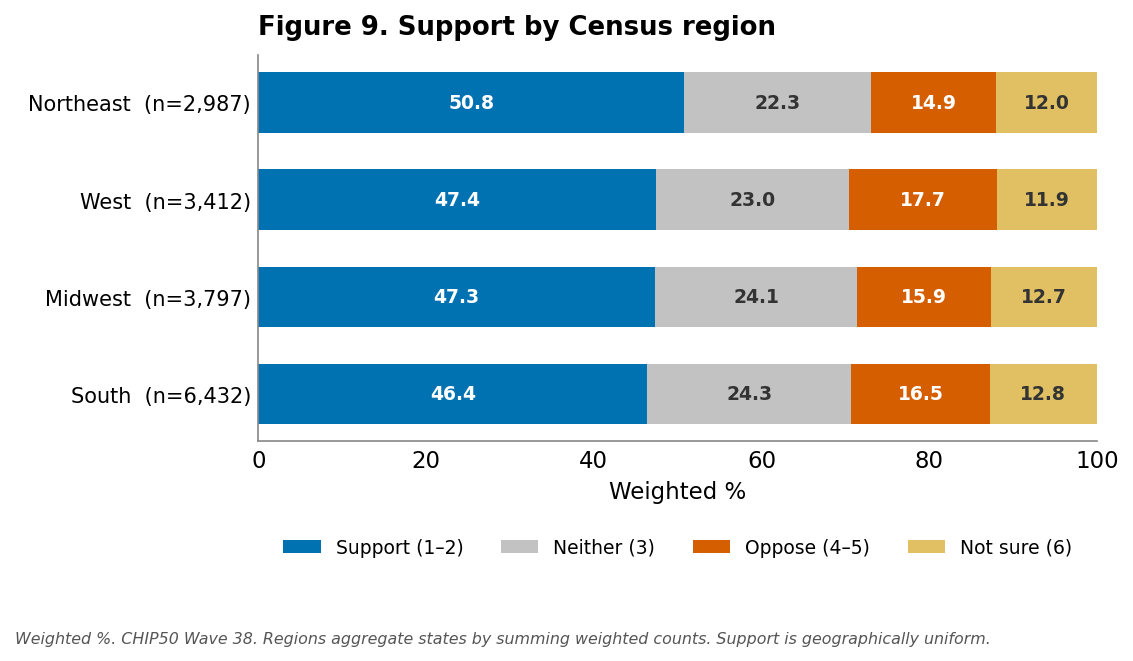 Figure 9. Support by Census region
Northeast (n=2,987) 50.8 22.3 14.9 12.0
West (n=3,412) 47.4 23.0 17.7 11.9
Midwest (n=3,797) 47.3 24.1 15.9 12.7
South (n=6,432) 46.4 24.3 16.5 12.8
0 20 40 60 80 100
Weighted %
Support (1–2) Neither (3) Oppose (4–5) Not sure (6)
Weighted %. CHIP50 Wave 38. Regions aggregate states by summing weighted counts. Support is geographically uniform.